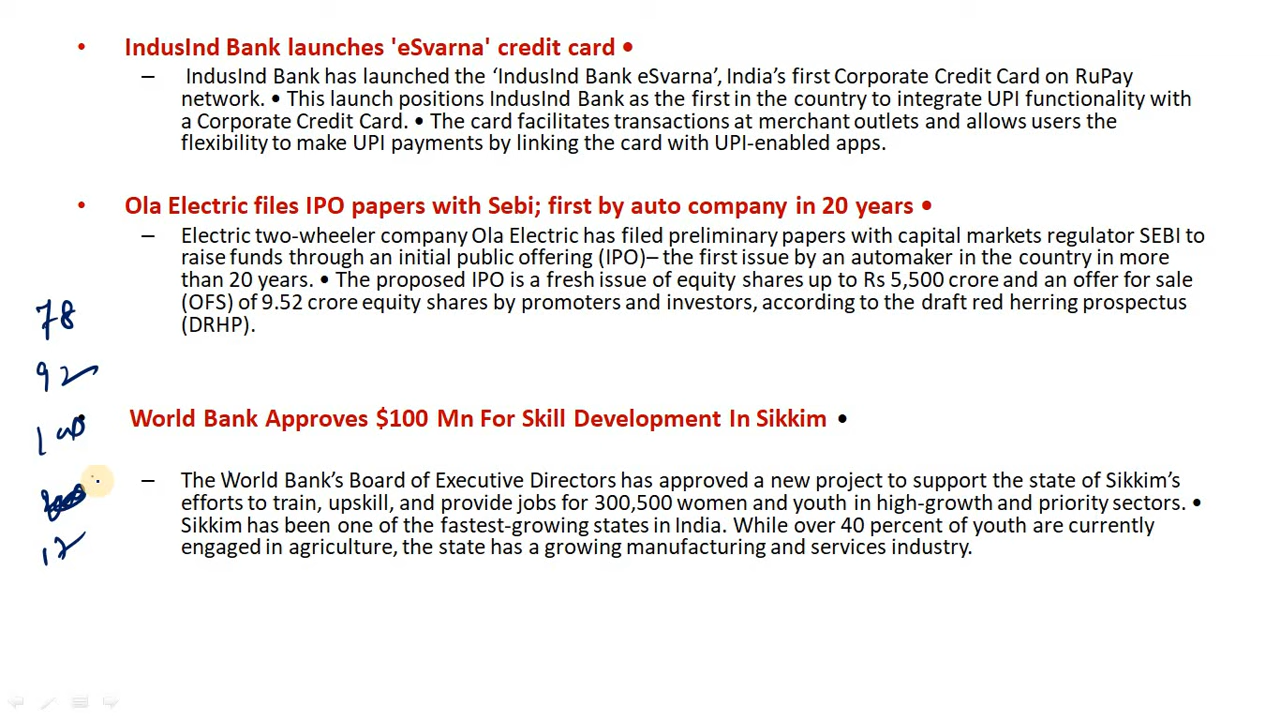 • IndusInd Bank launches 'eSvarna' credit card •
– IndusInd Bank has launched the ‘IndusInd Bank eSvarna’, India’s first Corporate Credit Card on RuPay
network. • This launch positions IndusInd Bank as the first in the country to integrate UPI functionality with
a Corporate Credit Card. • The card facilitates transactions at merchant outlets and allows users the
flexibility to make UPI payments by linking the card with UPI-enabled apps.
• Ola Electric files IPO papers with Sebi; first by auto company in 20 years •
– Electric two-wheeler company Ola Electric has filed preliminary papers with capital markets regulator SEBI to
raise funds through an initial public offering (IPO)– the first issue by an automaker in the country in more
than 20 years. • The proposed IPO is a fresh issue of equity shares up to Rs 5,500 crore and an offer for sale
(OFS) of 9.52 crore equity shares by promoters and investors, according to the draft red herring prospectus
(DRHP).
78
92
World Bank Approves $100 Mn For Skill Development In Sikkim •
– The World Bank’s Board of Executive Directors has approved a new project to support the state of Sikkim’s
efforts to train, upskill, and provide jobs for 300,500 women and youth in high-growth and priority sectors. •
Sikkim has been one of the fastest-growing states in India. While over 40 percent of youth are currently
engaged in agriculture, the state has a growing manufacturing and services industry.
12